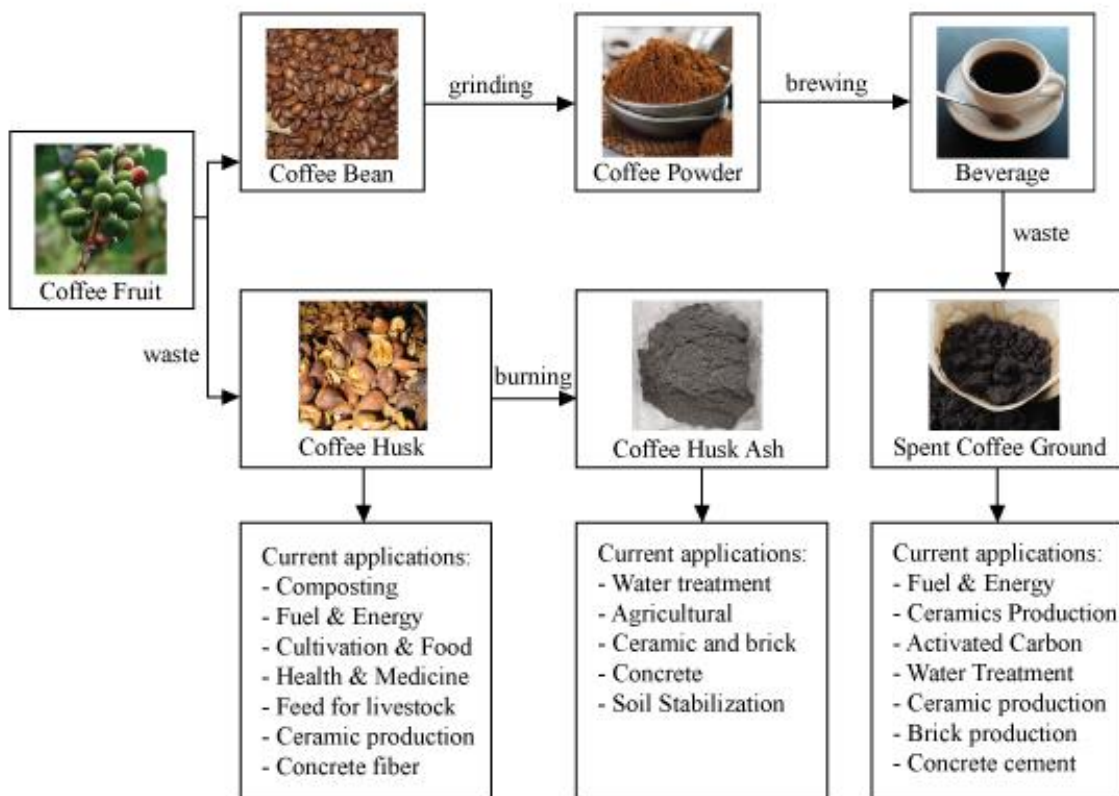 grinding
brewing
Coffee Bean
Coffee Powder
Beverage
Coffee Fruit
waste
waste
burning
Coffee Husk
Coffee Husk Ash
Spent Coffee Ground
Current applications:
- Composting
- Fuel & Energy
- Cultivation & Food
- Health & Medicine
- Feed for livestock
- Ceramic production
- Concrete fiber
Current applications:
- Water treatment
- Agricultural
- Ceramic and brick
- Concrete
- Soil Stabilization
Current applications:
- Fuel & Energy
- Ceramics Production
- Activated Carbon
- Water Treatment
- Ceramic production
- Brick production
- Concrete cement